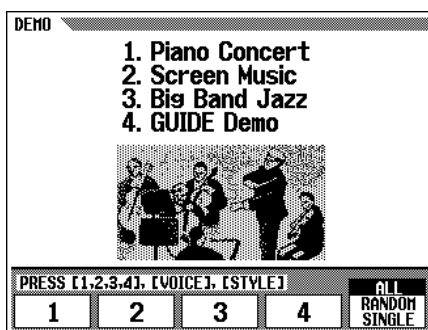 DEMO
1. Piano Concert
2. Screen Music
3. Big Band Jazz
4. GUIDE Demo
PRESS [1,2,3,4], [VOICE], [STYLE]
1 2 3 4
ALL
RANDOM
SINGLE